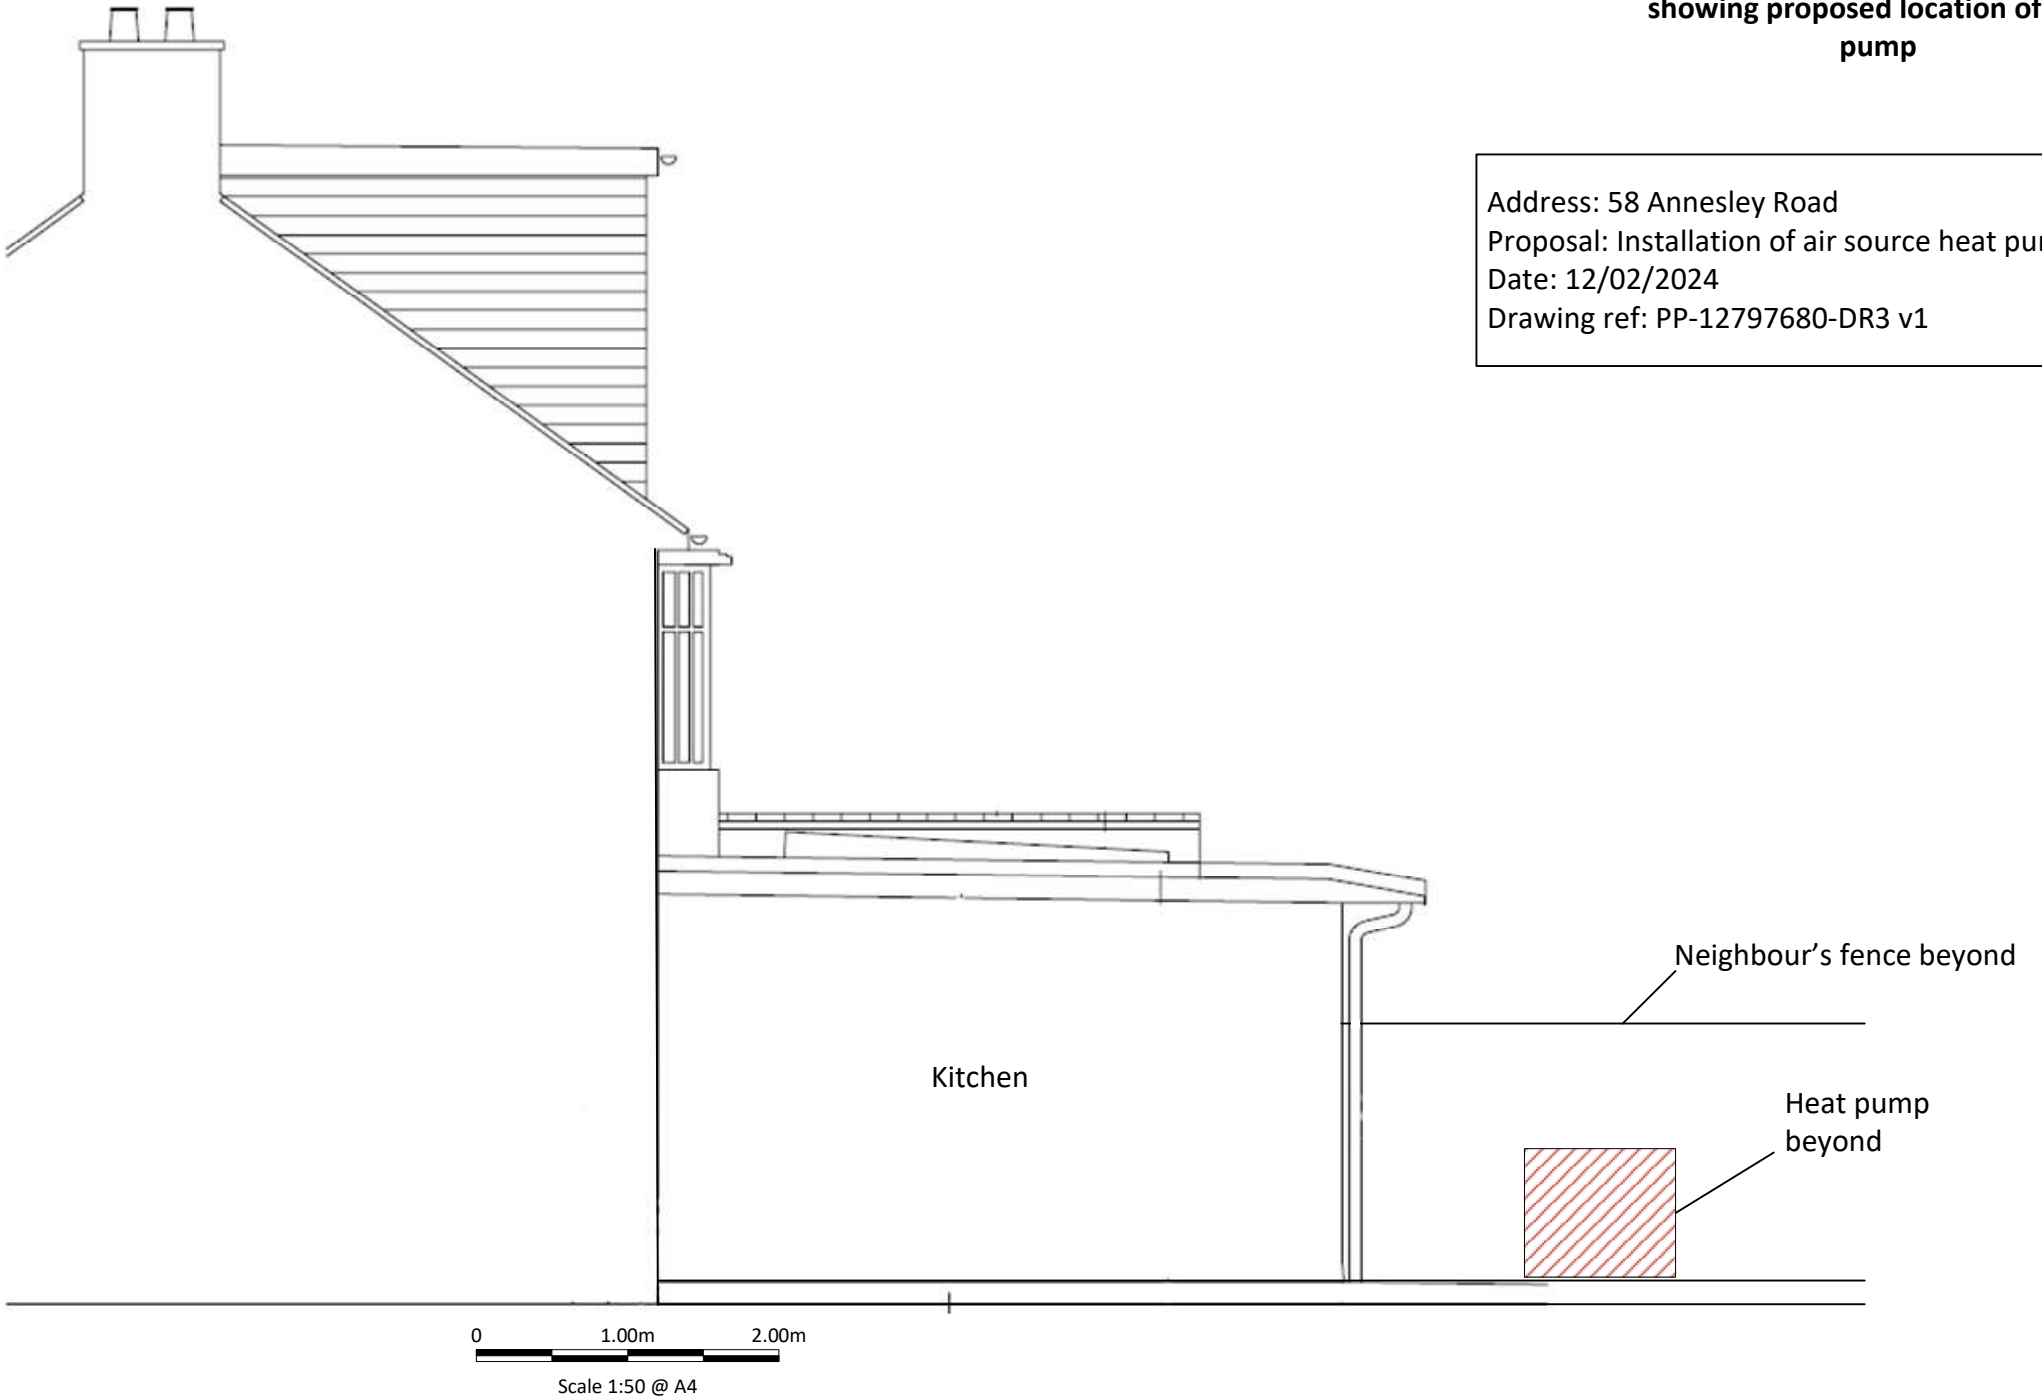 showing proposed location of
pump
Address: 58 Annesley Road
Proposal: Installation of air source heat pu
Date: 12/02/2024
Drawing ref: PP-12797680-DR3 v1
Neighbour’s fence beyond
Kitchen
Heat pump
beyond
0 1.00m 2.00m
Scale 1:50 @ A4